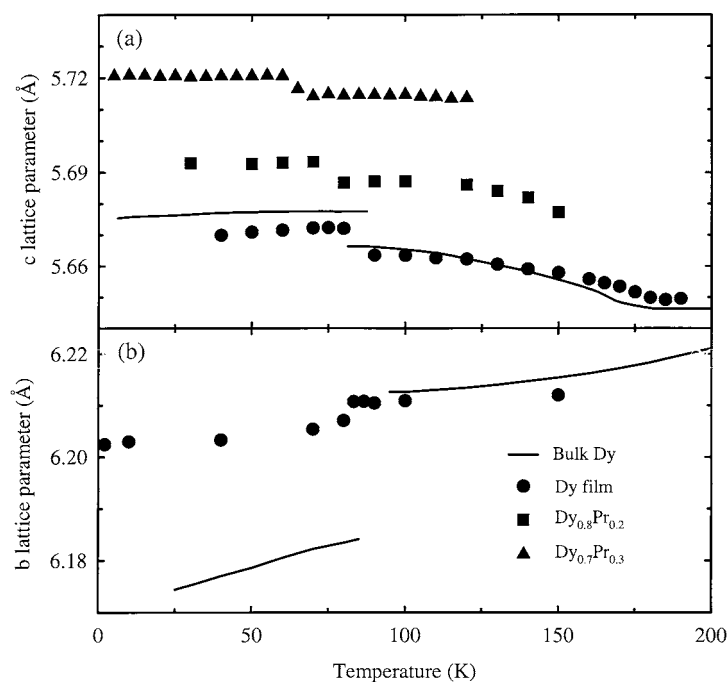 (a)
5.72
5.69
5.66
c lattice parameter (Å)
(b)
6.22
6.20
6.18
b lattice parameter (Å)
Bulk Dy
Dy film
Dy0.8Pr0.2
Dy0.7Pr0.3
0 50 100 150 200
Temperature (K)